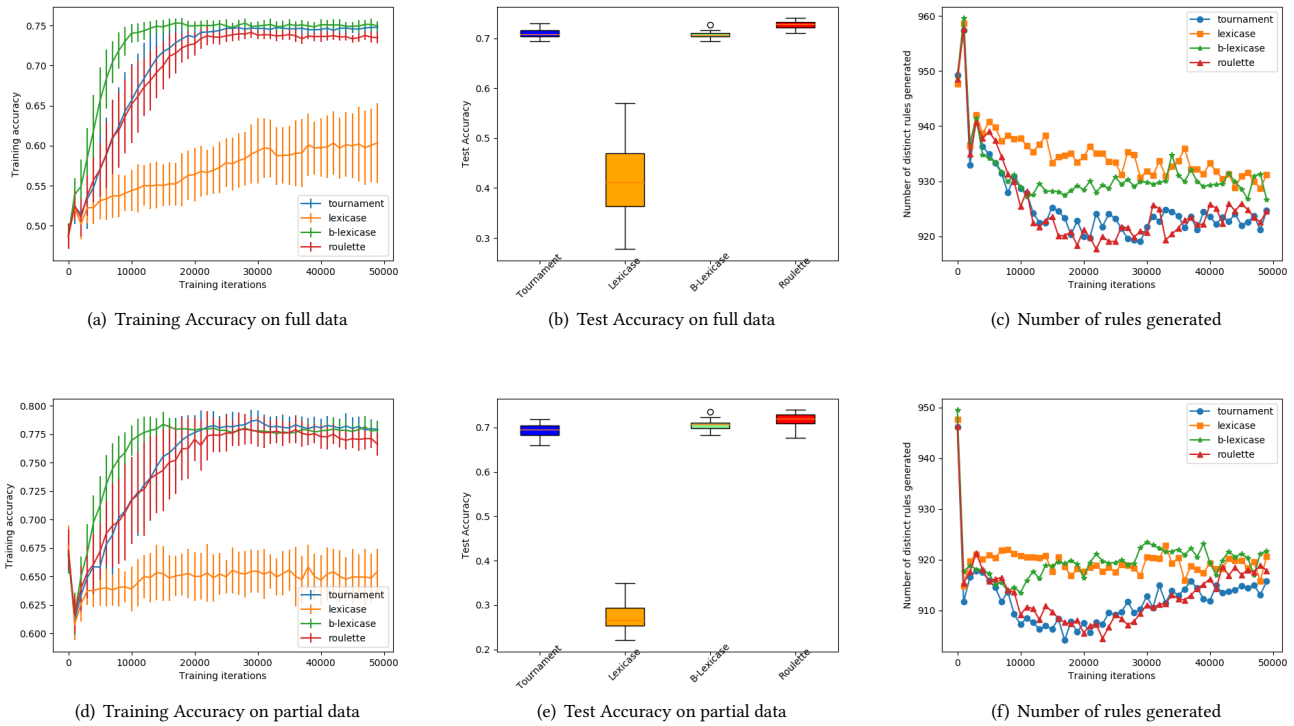 0.75
0.70
0.65
0.60
0.55
0.50
Training accuracy
0 10000 20000 30000 40000 50000
Training iterations
tournament
lexicase
b-lexicase
roulette
(a) Training Accuracy on full data
0.7
0.6
0.5
0.4
0.3
Test Accuracy
Tournament Lexicase B-Lexicase Roulette
(b) Test Accuracy on full data
960
950
940
930
920
Number of distinct rules generated
0 10000 20000 30000 40000 50000
Training iterations
tournament
lexicase
b-lexicase
roulette
(c) Number of rules generated
0.800
0.775
0.750
0.725
0.700
0.675
0.650
0.625
0.600
Training accuracy
0 10000 20000 30000 40000 50000
Training iterations
tournament
lexicase
b-lexicase
roulette
(d) Training Accuracy on partial data
0.7
0.6
0.5
0.4
0.3
0.2
Test Accuracy
Tournament Lexicase B-Lexicase Roulette
(e) Test Accuracy on partial data
950
940
930
920
910
Number of distinct rules generated
0 10000 20000 30000 40000 50000
Training iterations
tournament
lexicase
b-lexicase
roulette
(f) Number of rules generated